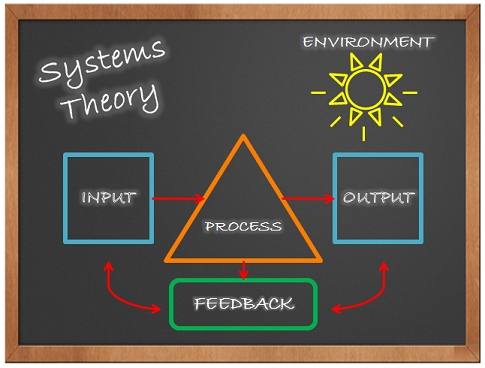 Systems
Theory
ENVIRONMENT
INPUT
PROCESS
OUTPUT
FEEDBACK